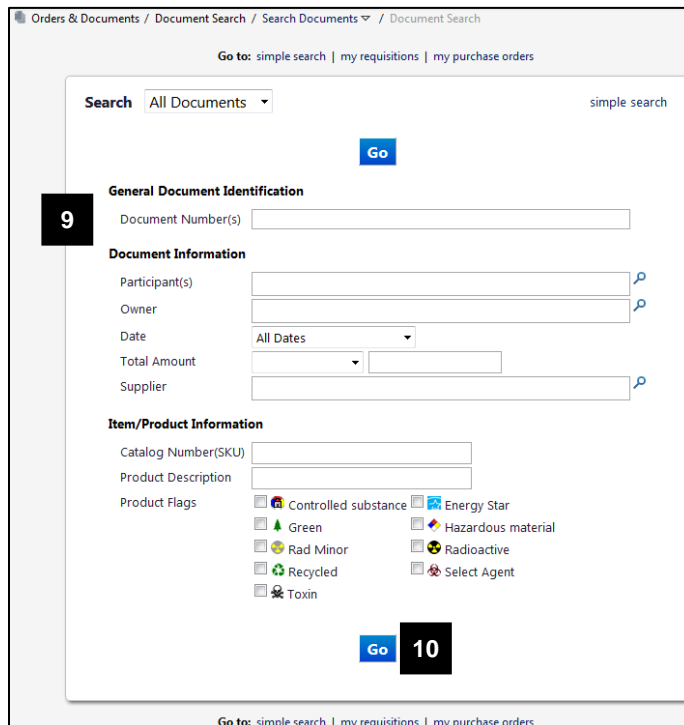 Orders & Documents / Document Search / Search Documents / Document Search
Go to: simple search | my requisitions | my purchase orders
Search All Documents simple search
Go
General Document Identification
9 Document Number(s)
Document Information
Participant(s)
Owner
Date All Dates
Total Amount
Supplier
Item/Product Information
Catalog Number(SKU)
Product Description
Product Flags Controlled substance Energy Star
Green Hazardous material
Rad Minor Radioactive
Recycled Select Agent
Toxin
Go 10
Go to: simple search | my requisitions | my purchase orders